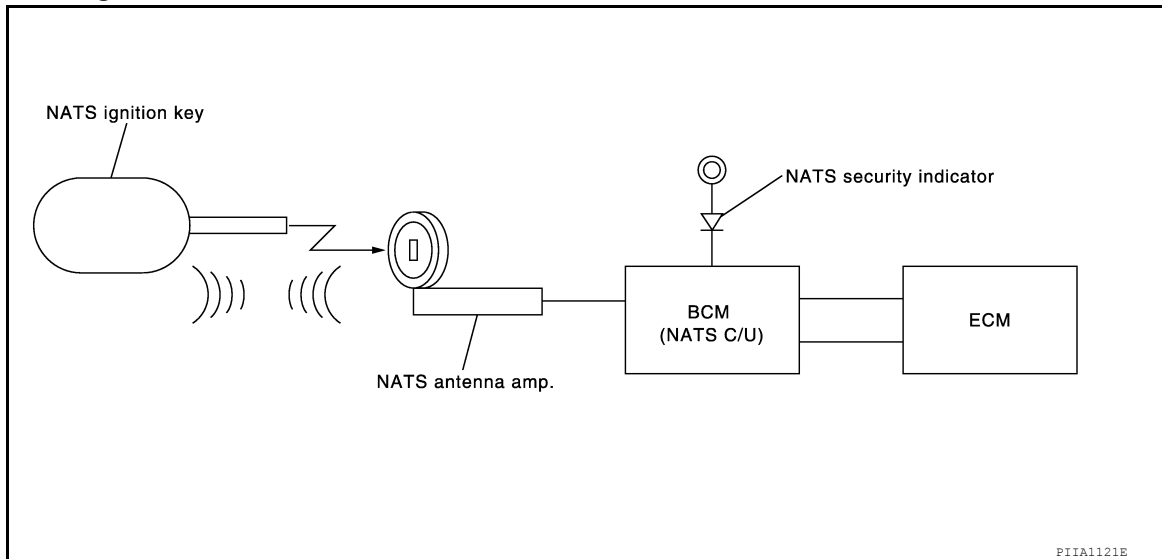 NATS ignition key
NATS security indicator
BCM
(NATS C/U)
ECM
NATS antenna amp.
PIIA1121E